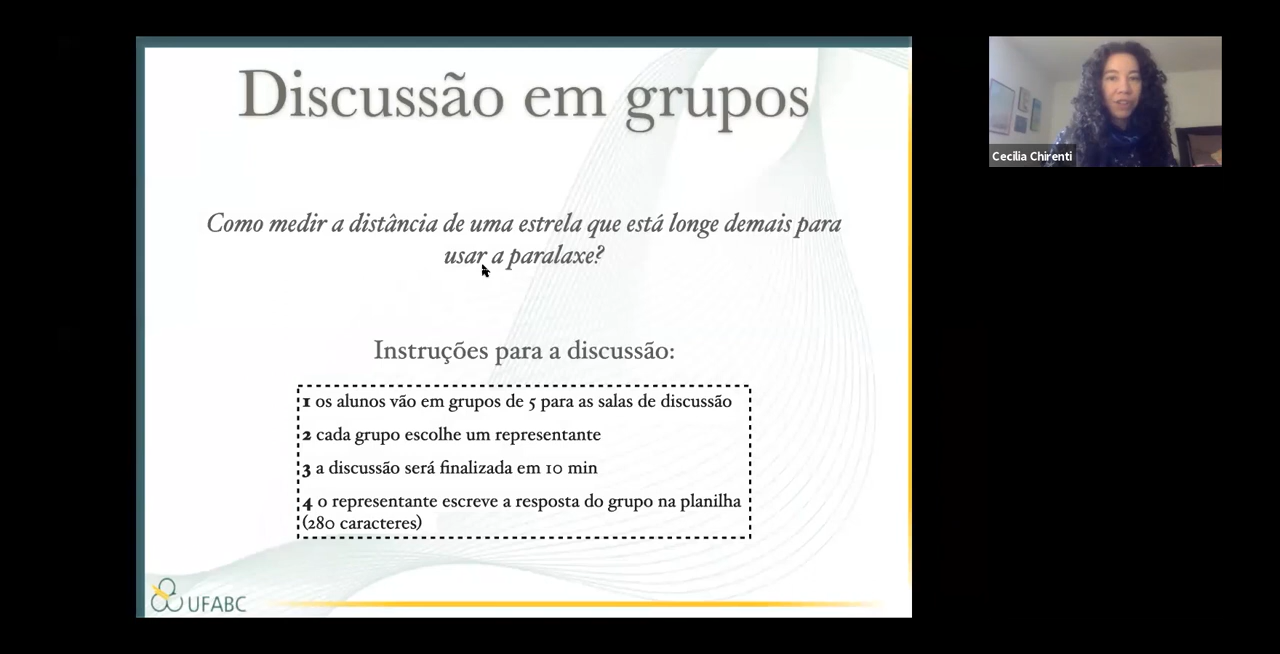 Discussão em grupos
Como medir a distância de uma estrela que está longe demais para
usar a paralaxe?
Instruções para a discussão:
1 os alunos vão em grupos de 5 para as salas de discussão
2 cada grupo escolhe um representante
3 a discussão será finalizada em 10 min
4 o representante escreve a resposta do grupo na planilha
(280 caracteres)
UFABC
Cecilia Chirenti